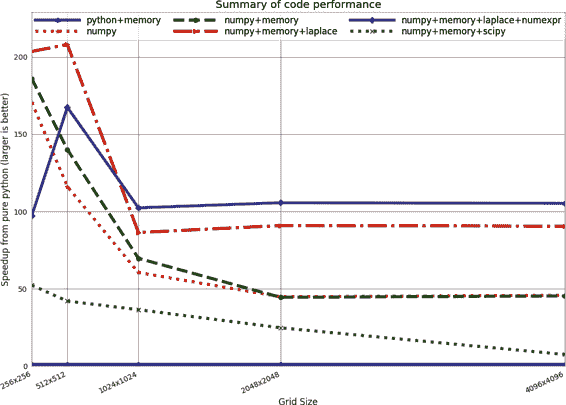 Summary of code performance
python+memory
numpy
numpy+memory
numpy+memory+laplace
numpy+memory+laplace+numexpr
numpy+memory+scipy
Speedup from pure python (larger is better)
200
150
100
50
0
256x256
512x512
1024x1024
2048x2048
4096x4096
Grid Size